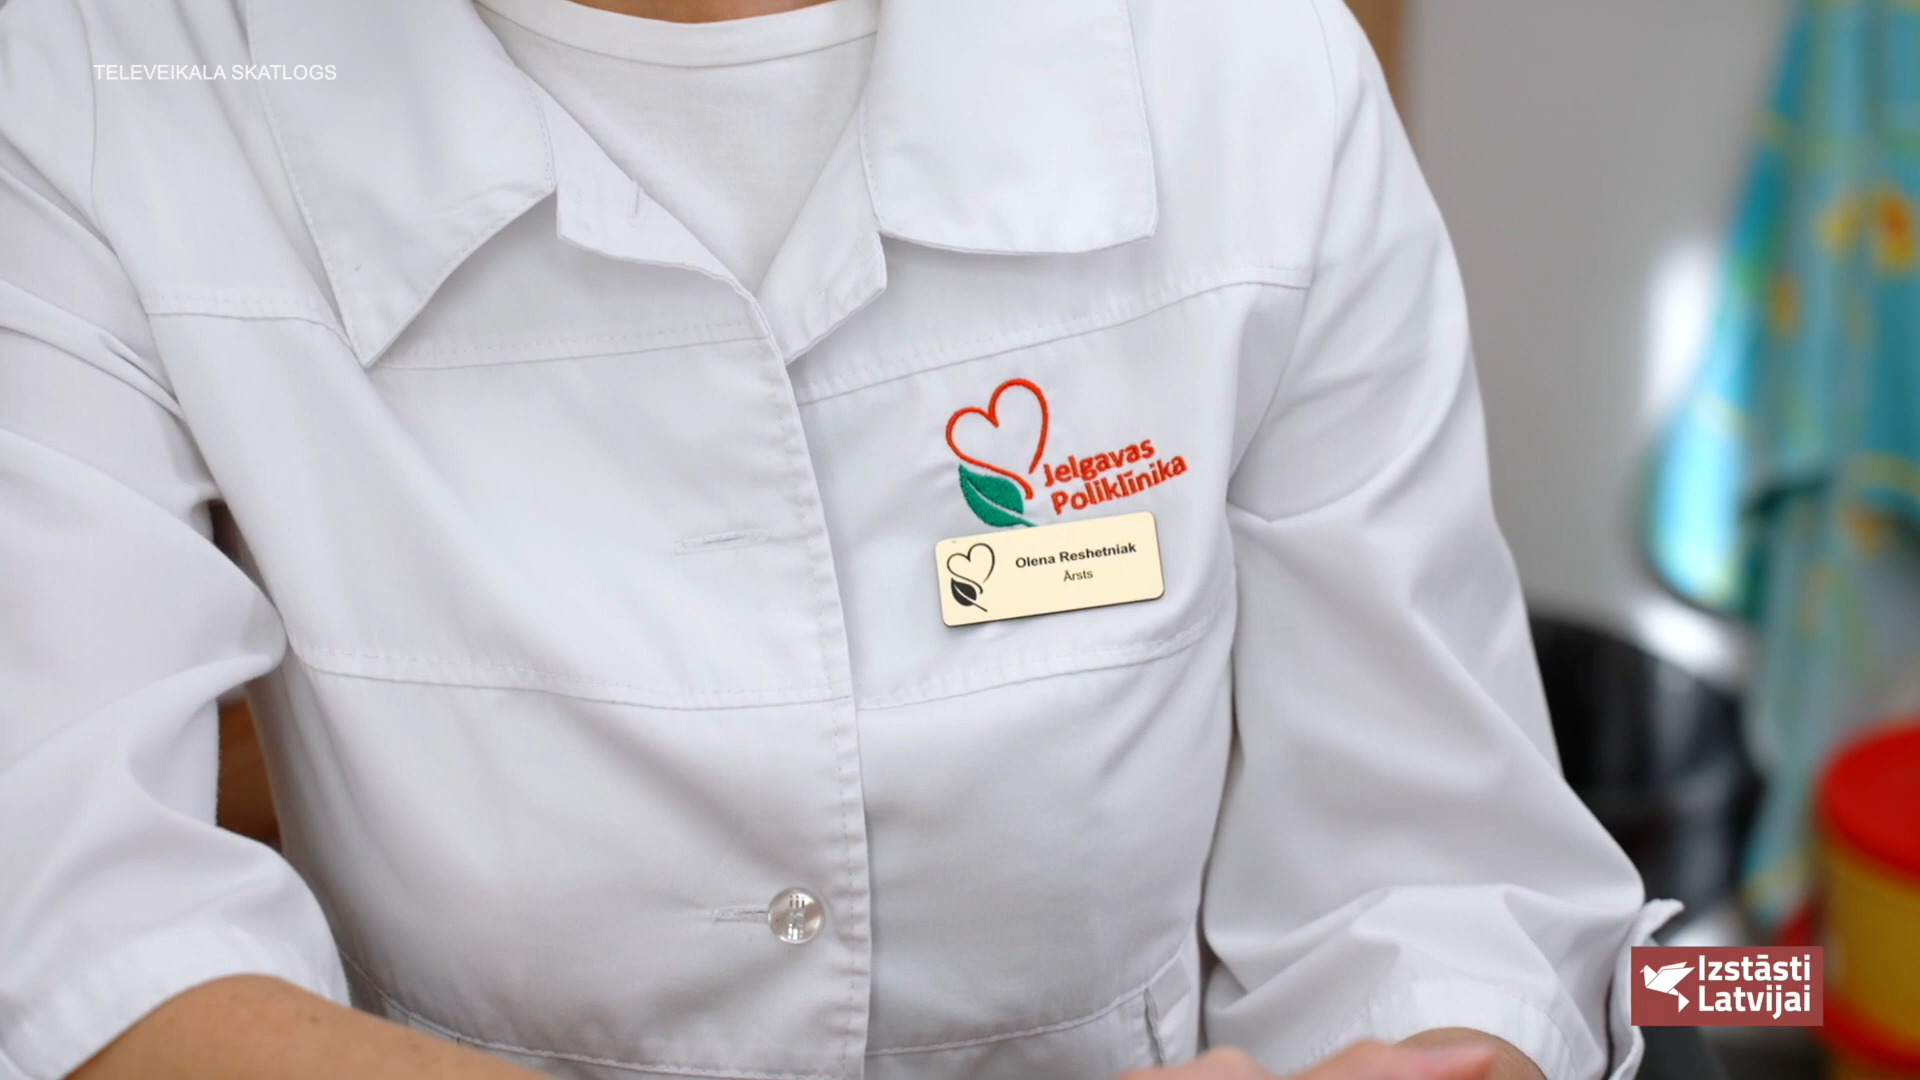 TELEVEIKALA SKATLOGS
Jelgavas
Poliklīnika
Olena Reshetniak
Ārsts
Izstāsti
Latvijai